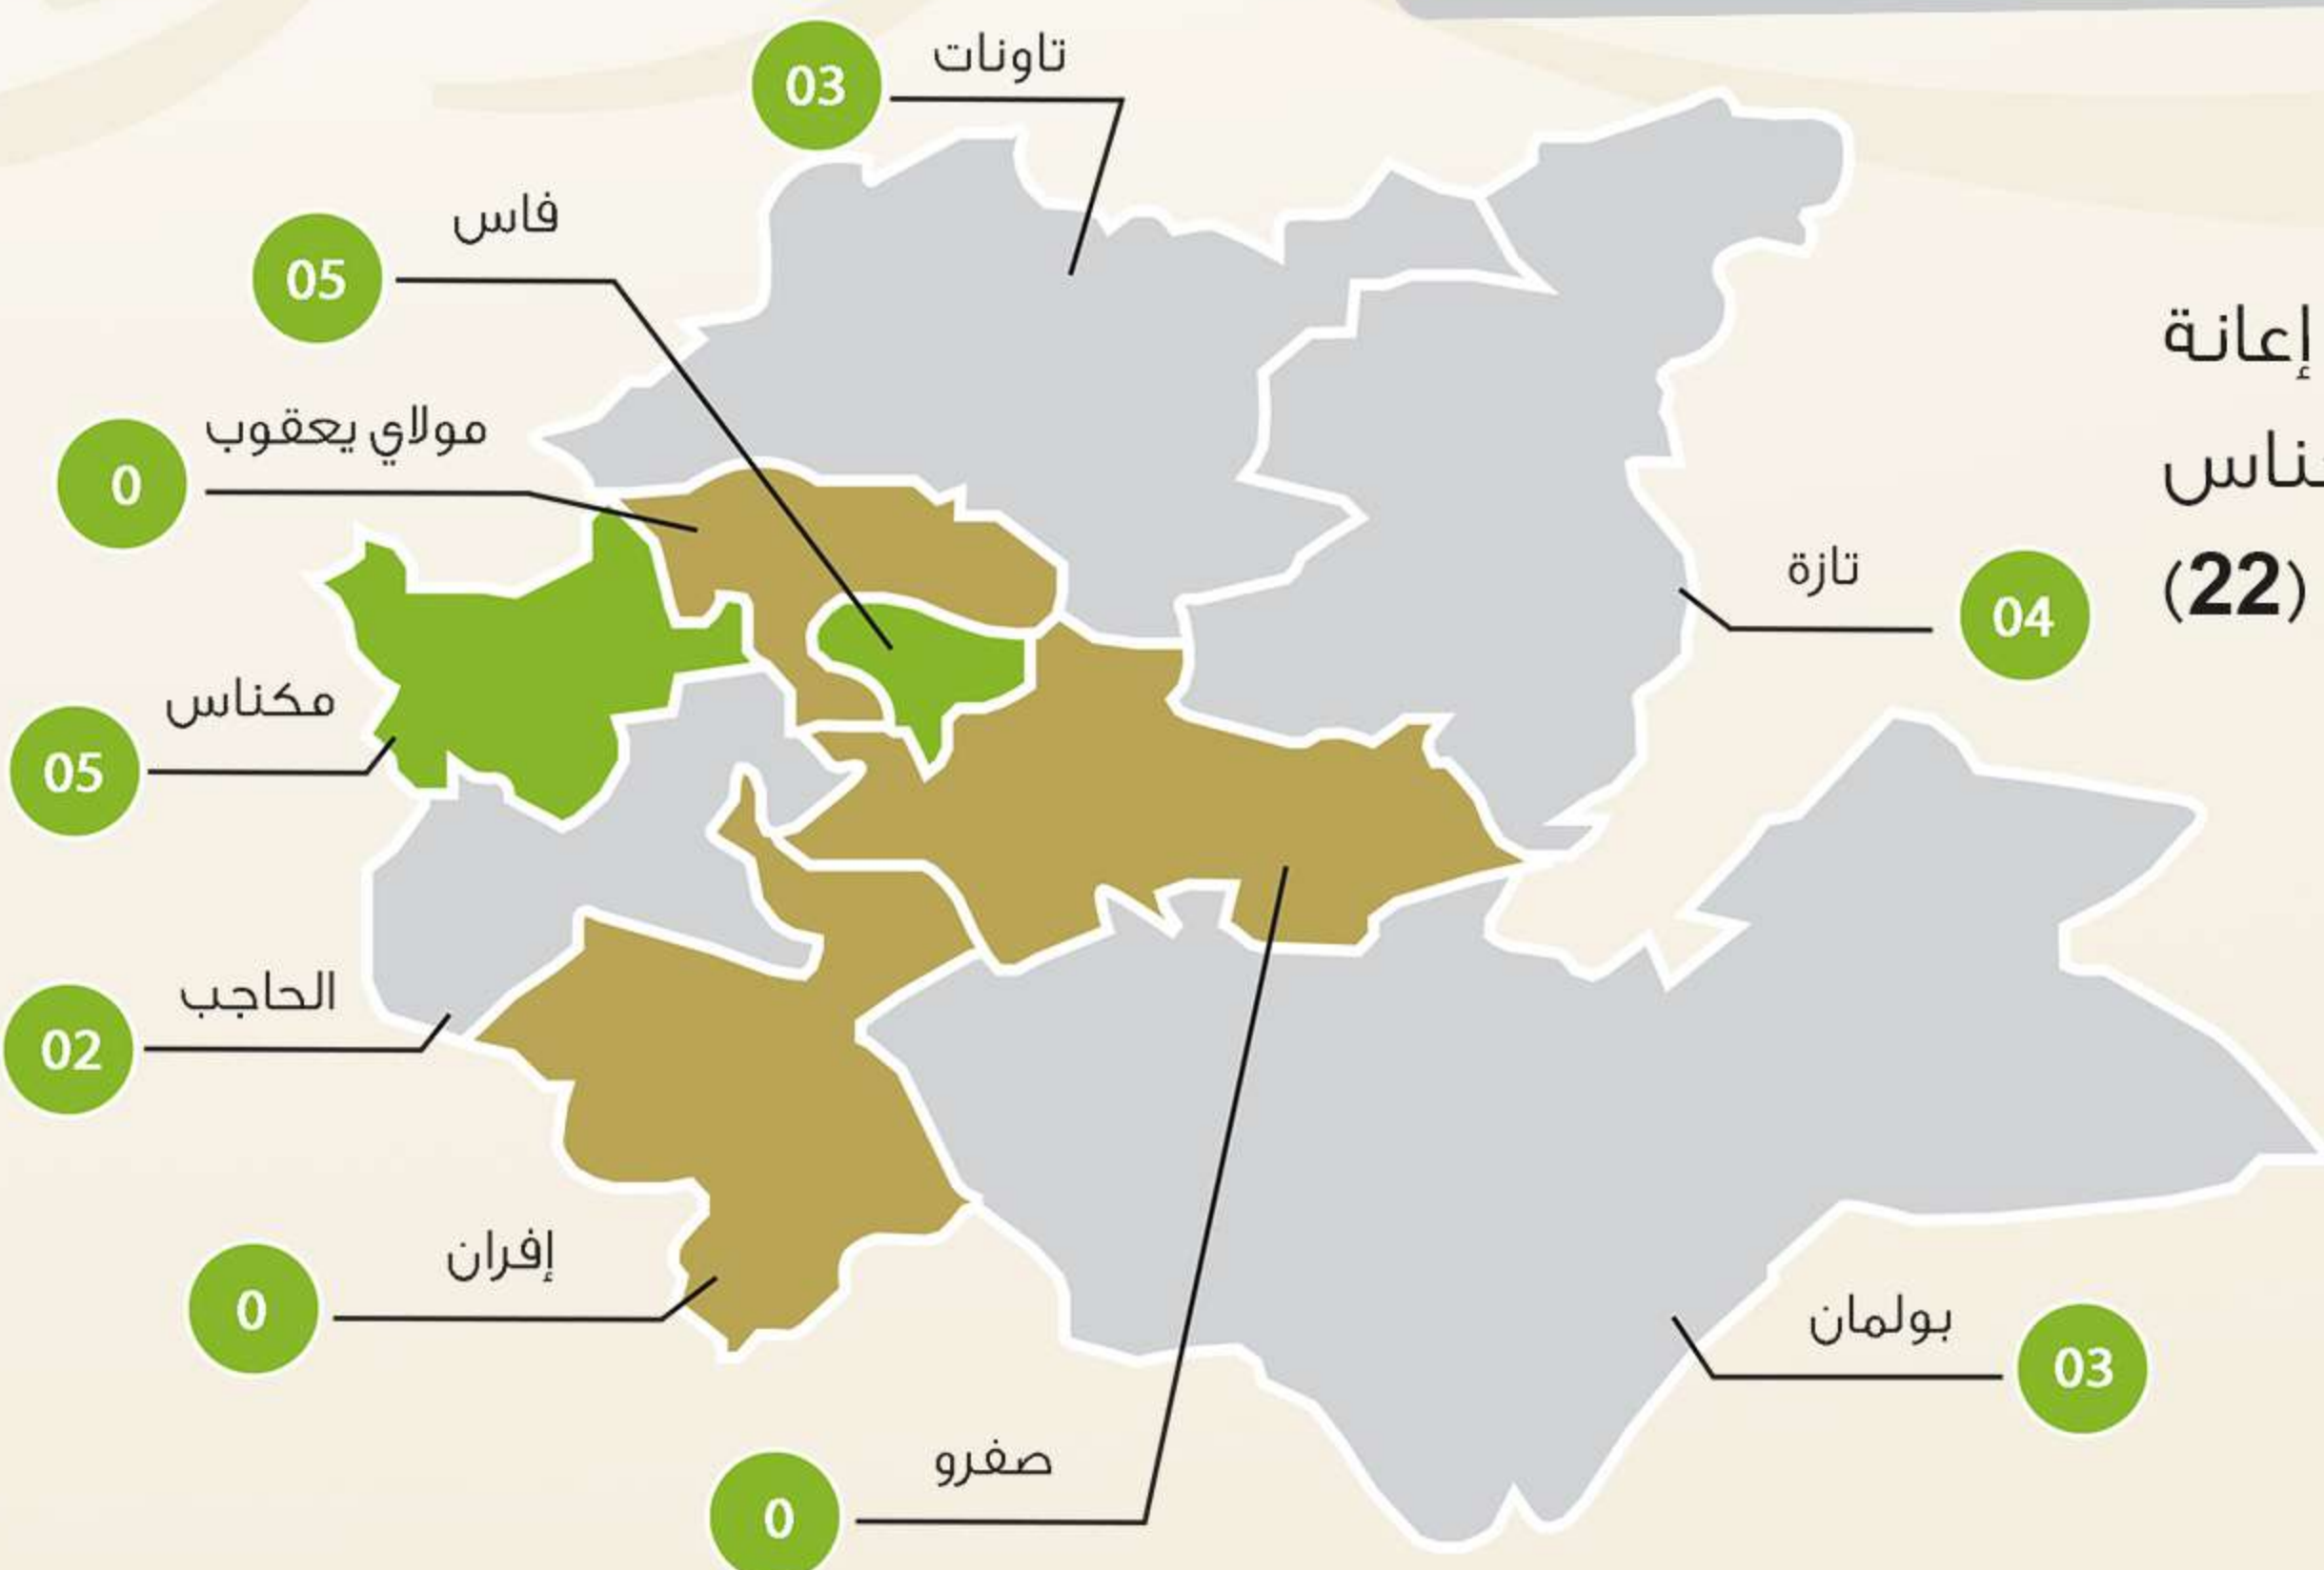 تاونات
03
فاس
05
مولاي يعقوب
0
إعانة
(22)
تازة
04
مكناس
05
الحاجب
02
إفران
0
بولمان
03
صفرو
0